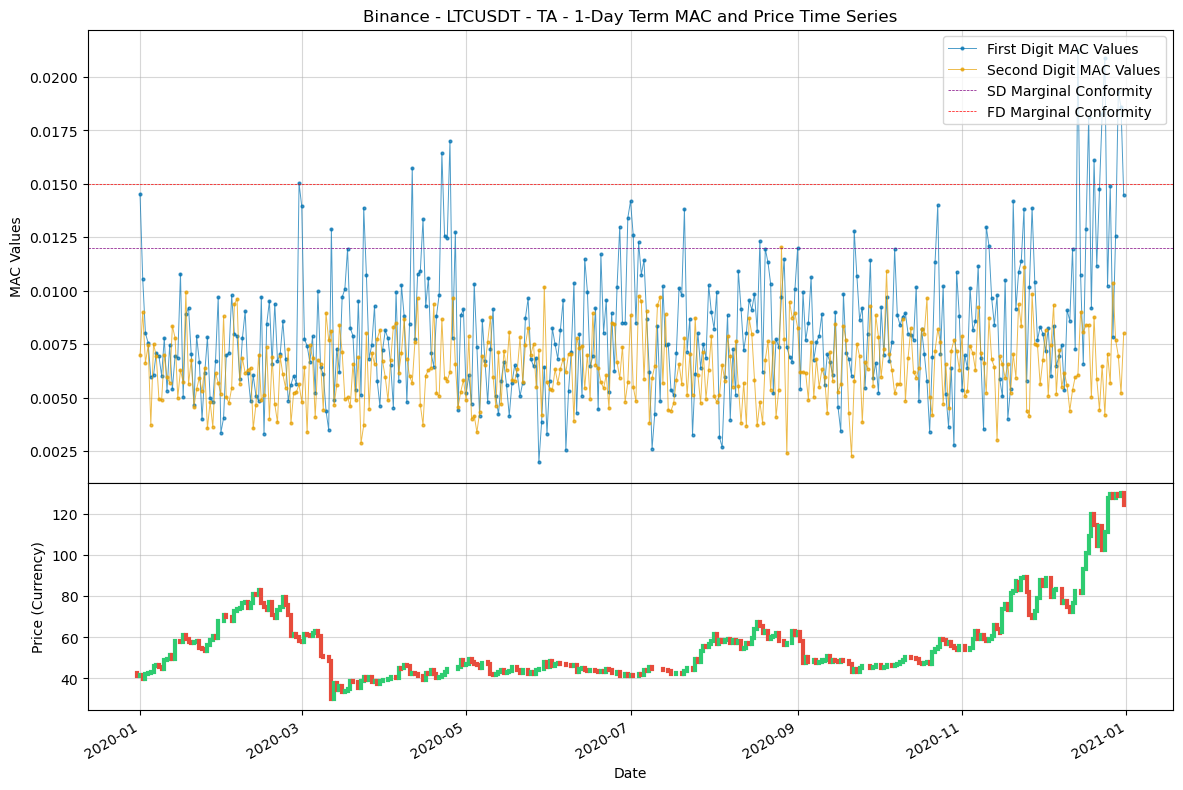 Binance - LTCUSDT - TA - 1-Day Term MAC and Price Time Series
First Digit MAC Values
Second Digit MAC Values
SD Marginal Conformity
FD Marginal Conformity
MAC Values
0.0200
0.0175
0.0150
0.0125
0.0100
0.0075
0.0050
0.0025
Price (Currency)
120
100
80
60
40
2020-01
2020-03
2020-05
2020-07
2020-09
2020-11
2021-01
Date